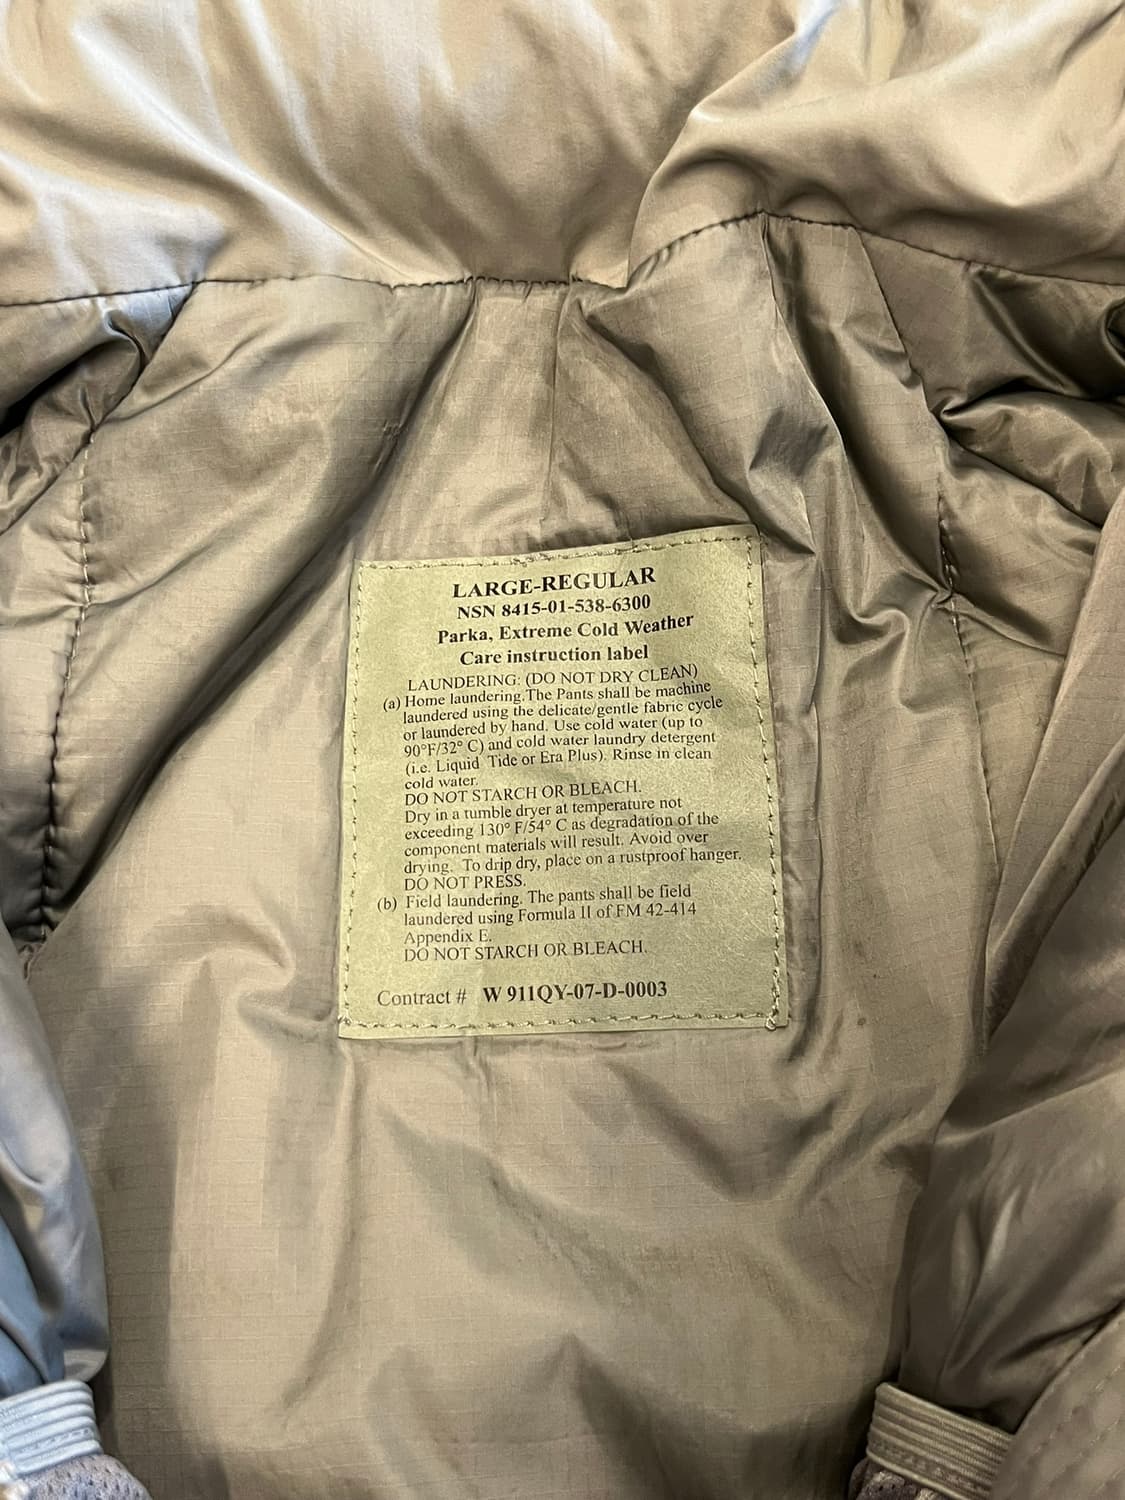 LARGE-REGULAR
NSN 8415-01-538-6300
Parka, Extreme Cold Weather
Care instruction label
LAUNDERING: (DO NOT DRY CLEAN)
(a) Home laundering.The Pants shall be machine
laundered using the delicate/gentle fabric cycle
or laundered by hand. Use cold water (up to
90°F/32° C) and cold water laundry detergent
(i.e. Liquid Tide or Era Plus). Rinse in clean
cold water.
DO NOT STARCH OR BLEACH.
Dry in a tumble dryer at temperature not
exceeding 130° F/54° C as degradation of the
component materials will result. Avoid over
drying. To drip dry, place on a rustproof hanger.
DO NOT PRESS.
(b) Field laundering. The pants shall be field
laundered using Formula II of FM 42-414
Appendix E.
DO NOT STARCH OR BLEACH.
Contract # W 911QY-07-D-0003